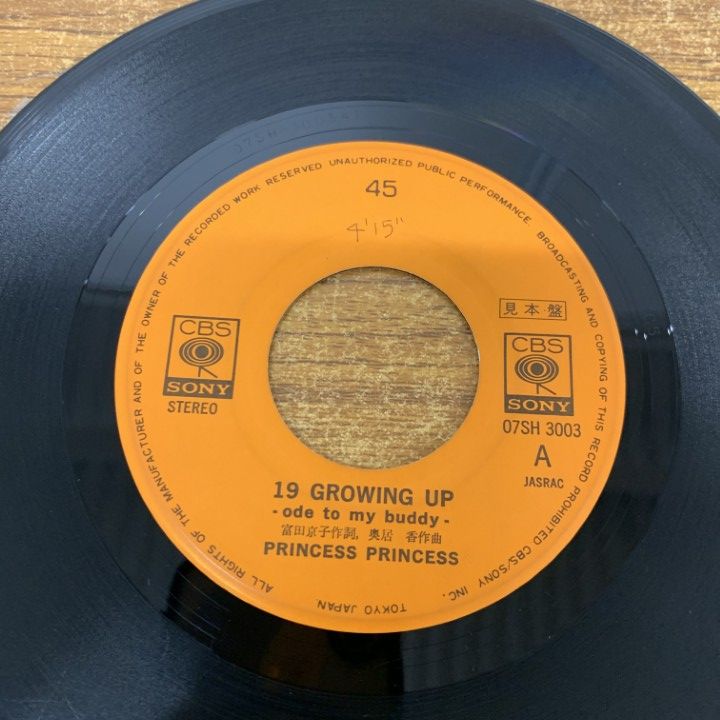 ALL RIGHTS OF THE MANUFACTURER AND OF THE OWNER OF THE RECORDED WORK RESERVED UNAUTHORIZED PUBLIC PERFORMANCE. BROADCASTING AND COPYING OF THIS RECORD PROHIBITED CBS/SONY INC. TOKYO JAPAN.
45
4'15"
見本盤
CBS
SONY
STEREO
CBS
SONY
07SH 3003
A
JASRAC
19 GROWING UP
- ode to my buddy -
富田京子作詞, 奥居 香作曲
PRINCESS PRINCESS